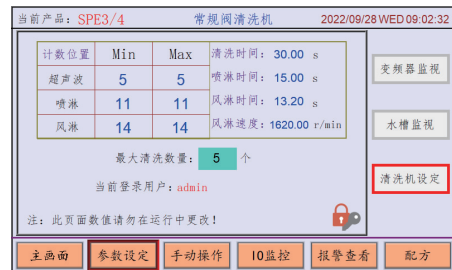 当前产品: SPE3/4 常规阀清洗机 2022/09/28 WED 09:02:32
计数位置 Min Max 清洗时间: 30.00 s
超声波 5 5 喷淋时间: 15.00 s
喷淋 11 11 风淋时间: 13.20 s
风淋 14 14 风淋速度: 1620.00 r/min
最大清洗数量: 5 个
当前登录用户: admin
注: 此页面数值请勿在运行中更改!
变频器监视
水槽监视
清洗机设定
主画面 参数设定 手动操作 IO监控 报警查看 配方